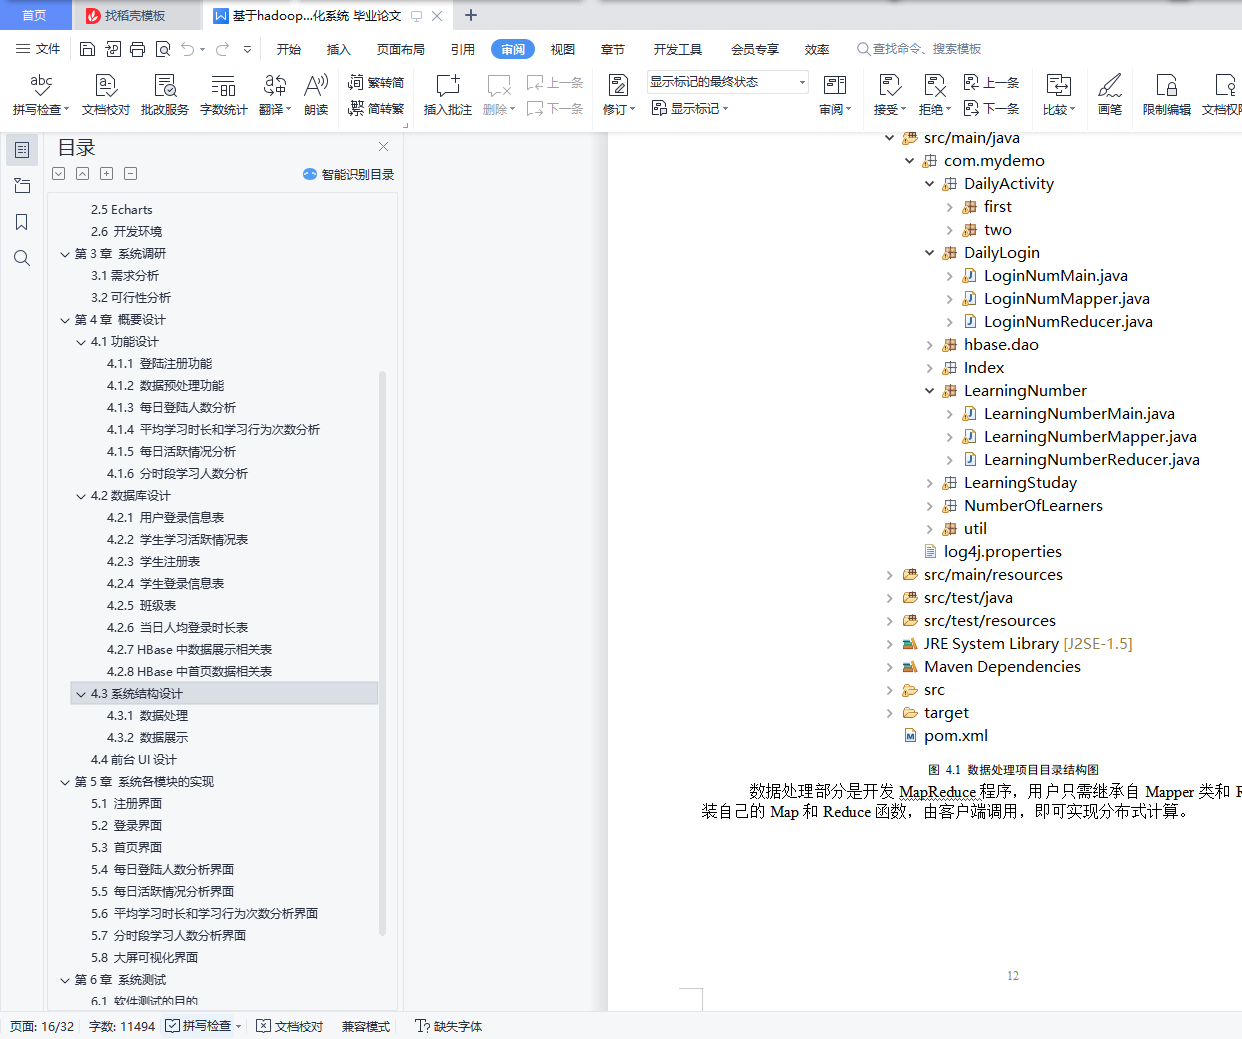 首页
找稻壳模板
基于hadoop...化系统 毕业论文
文件
开始
插入
页面布局
引用
审阅
视图
章节
开发工具
会员专享
效率
查找命令、搜索模板
拼写检查
文档校对
批改服务
字数统计
翻译
朗读
繁转简
简转繁
插入批注
删除
上一条
下一条
修订
显示标记的最终状态
显示标记
审阅
接受
拒绝
上一条
下一条
比较
画笔
限制编辑
文档权
目录
智能识别目录
2.5 Echarts
2.6 开发环境
第 3 章 系统调研
3.1 需求分析
3.2 可行性分析
第 4 章 概要设计
4.1 功能设计
4.1.1 登陆注册功能
4.1.2 数据预处理功能
4.1.3 每日登陆人数分析
4.1.4 平均学习时长和学习行为次数分析
4.1.5 每日活跃情况分析
4.1.6 分时段学习人数分析
4.2 数据库设计
4.2.1 用户登录信息表
4.2.2 学生学习活跃情况表
4.2.3 学生注册表
4.2.4 学生登录信息表
4.2.5 班级表
4.2.6 当日人均登录时长表
4.2.7 HBase 中数据展示相关表
4.2.8 HBase 中首页数据相关表
4.3 系统结构设计
4.3.1 数据处理
4.3.2 数据展示
4.4 前台 UI 设计
第 5 章 系统各模块的实现
5.1 注册界面
5.2 登录界面
5.3 首页界面
5.4 每日登陆人数分析界面
5.5 每日活跃情况分析界面
5.6 平均学习时长和学习行为次数分析界面
5.7 分时段学习人数分析界面
5.8 大屏可视化界面
第 6 章 系统测试
6.1 软件测试的目的
src/main/java
com.mydemo
DailyActivity
first
two
DailyLogin
LoginNumMain.java
LoginNumMapper.java
LoginNumReducer.java
hbase.dao
Index
LearningNumber
LearningNumberMain.java
LearningNumberMapper.java
LearningNumberReducer.java
LearningStuday
NumberOfLearners
util
log4j.properties
src/main/resources
src/test/java
src/test/resources
JRE System Library [J2SE-1.5]
Maven Dependencies
src
target
pom.xml
图 4.1 数据处理项目目录结构图
数据处理部分是开发 MapReduce 程序，用户只需继承自 Mapper 类和 R
装自己的 Map 和 Reduce 函数，由客户端调用，即可实现分布式计算。
12
页面: 16/32
字数: 11494
拼写检查
文档校对
兼容模式
缺失字体